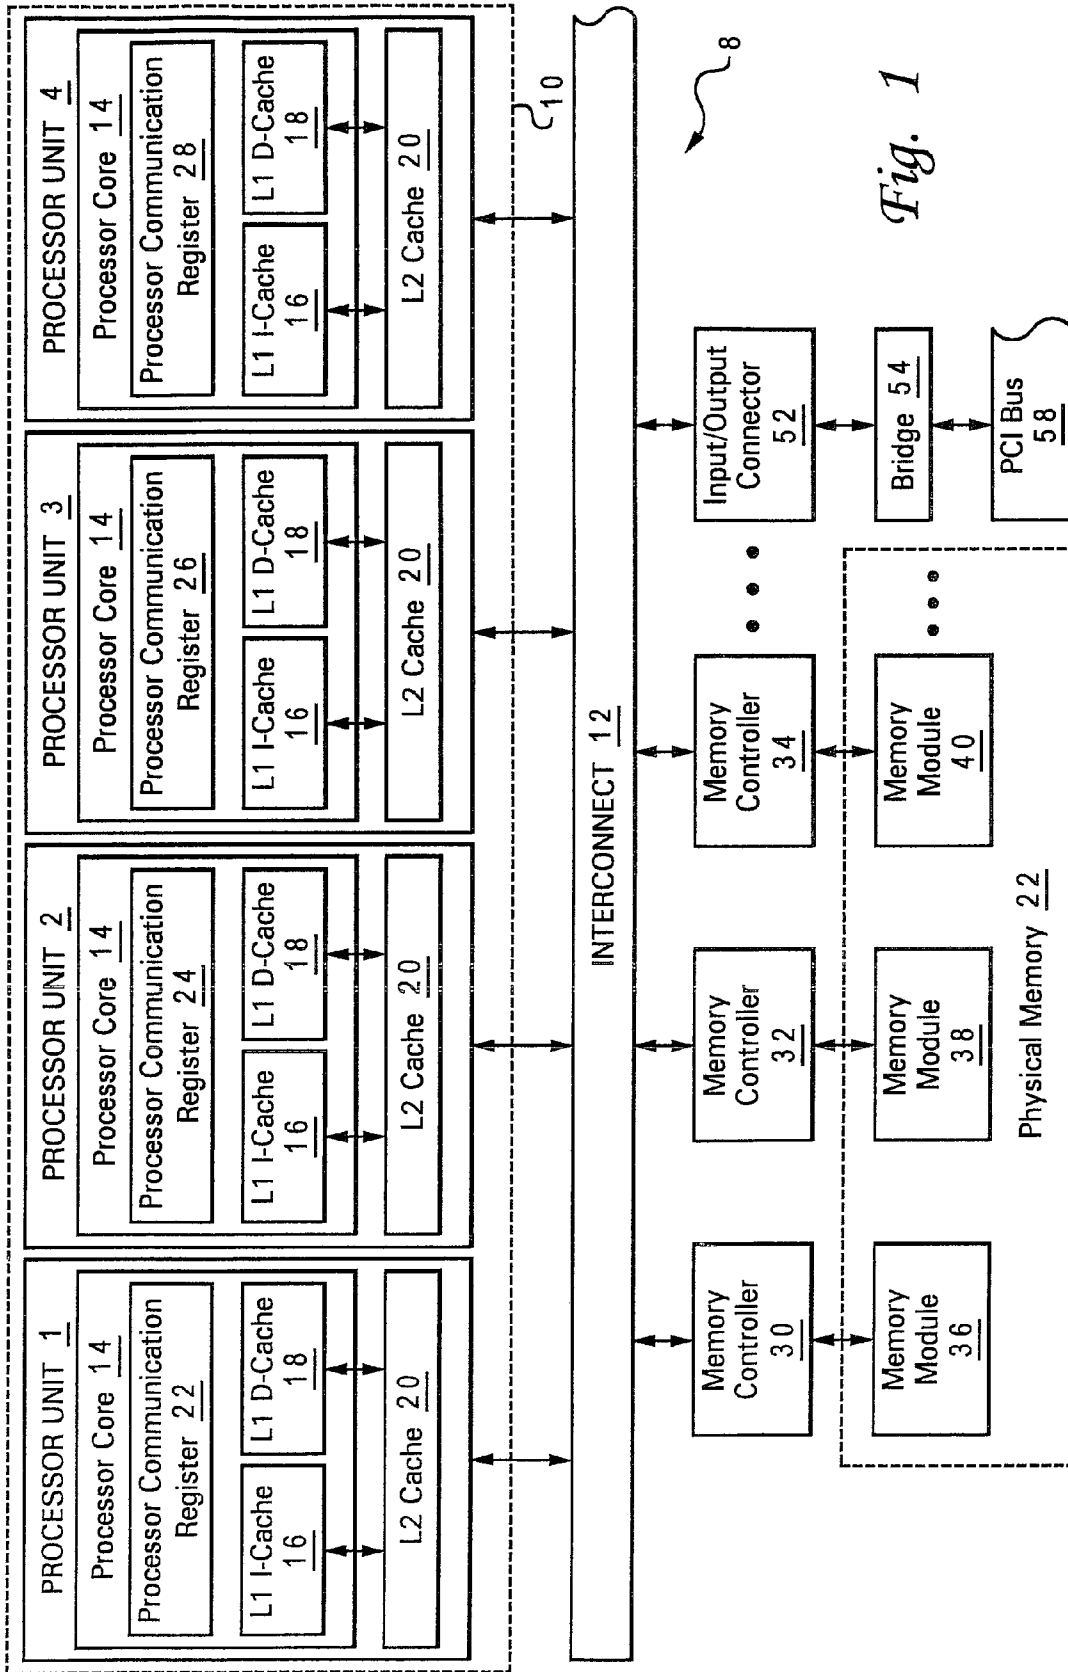 PROCESSOR UNIT 1
Processor Core 14
Processor Communication
Register 22
L1 I-Cache
16
L1 D-Cache
18
L2 Cache 20
PROCESSOR UNIT 2
Processor Core 14
Processor Communication
Register 24
L1 I-Cache
16
L1 D-Cache
18
L2 Cache 20
PROCESSOR UNIT 3
Processor Core 14
Processor Communication
Register 26
L1 I-Cache
16
L1 D-Cache
18
L2 Cache 20
PROCESSOR UNIT 4
Processor Core 14
Processor Communication
Register 28
L1 I-Cache
16
L1 D-Cache
18
L2 Cache 20
10
INTERCONNECT 12
8
Memory
Controller
30
Memory
Controller
32
Memory
Controller
34
Input/Output
Connector
52
Memory
Module
36
Memory
Module
38
Memory
Module
40
Bridge 54
Physical Memory 22
PCI Bus
58
Fig. 1